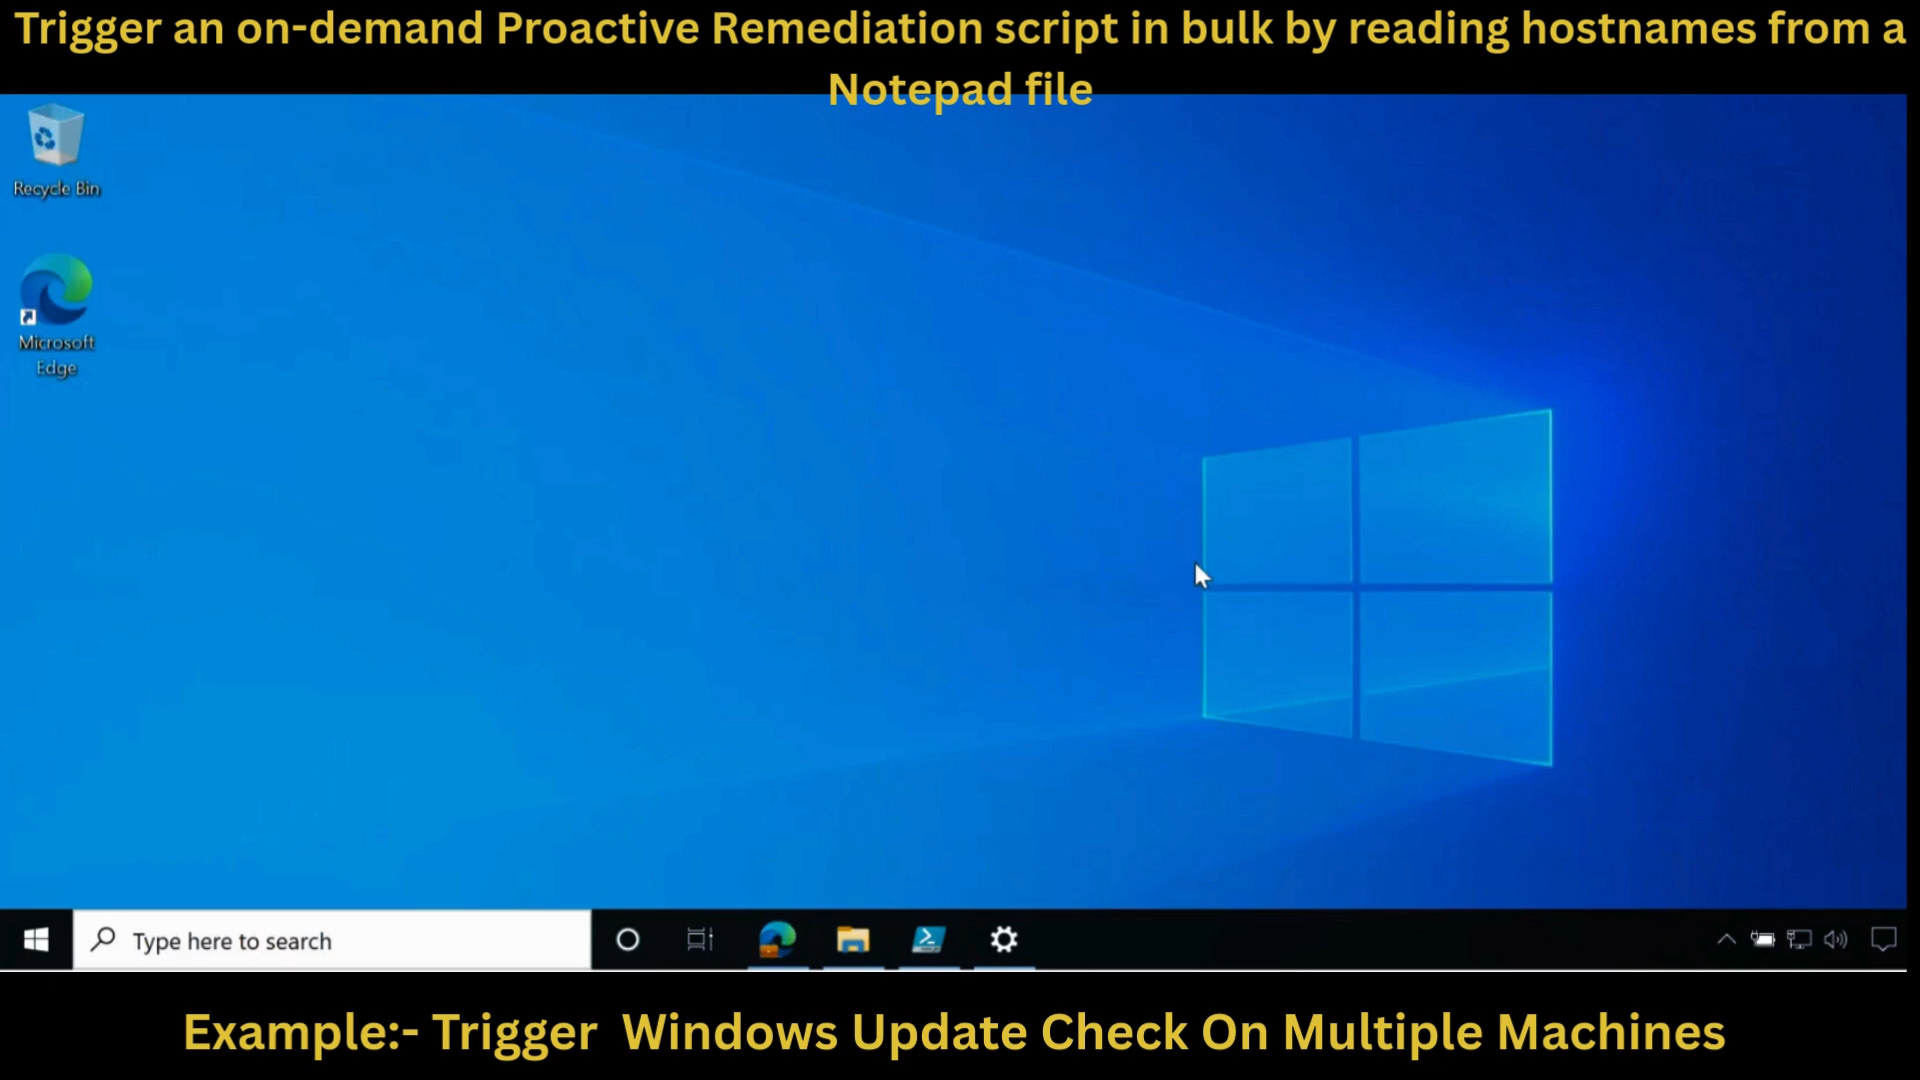 Trigger an on-demand Proactive Remediation script in bulk by reading hostnames from a
Notepad file
Recycle Bin
Microsoft
Edge
Type here to search
Example:- Trigger  Windows Update Check On Multiple Machines